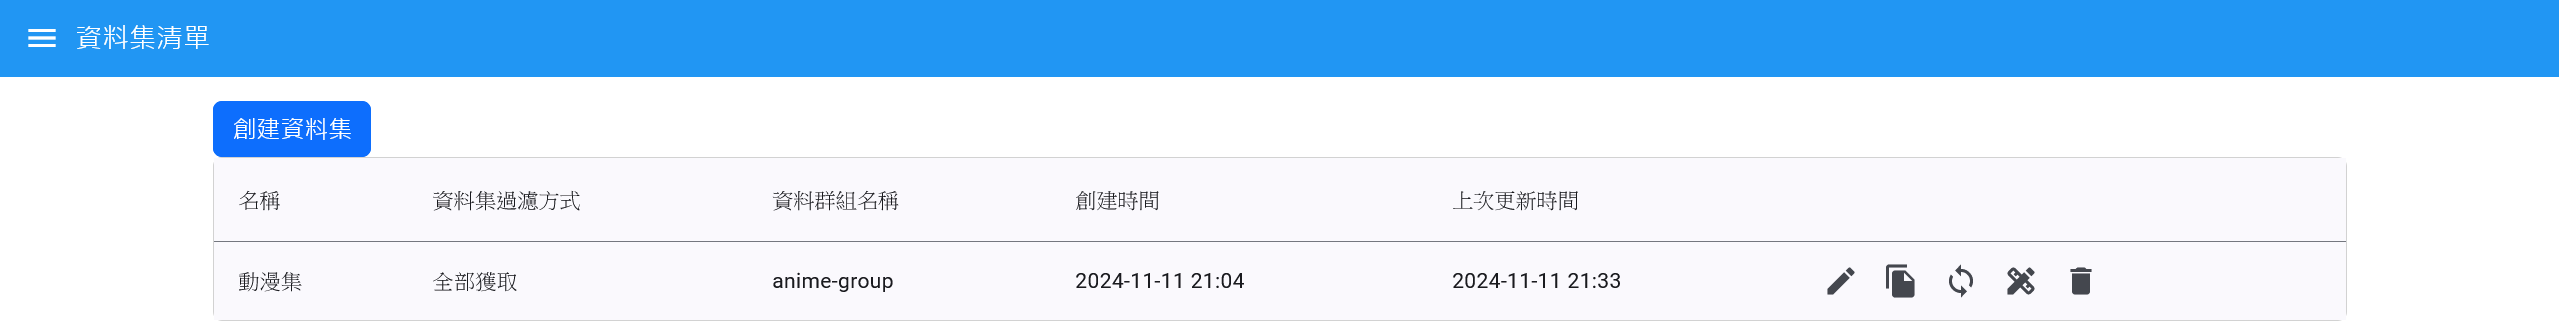 資料集清單
創建資料集
名稱 資料集過濾方式 資料群組名稱 創建時間 上次更新時間
動漫集 全部獲取 anime-group 2024-11-11 21:04 2024-11-11 21:33